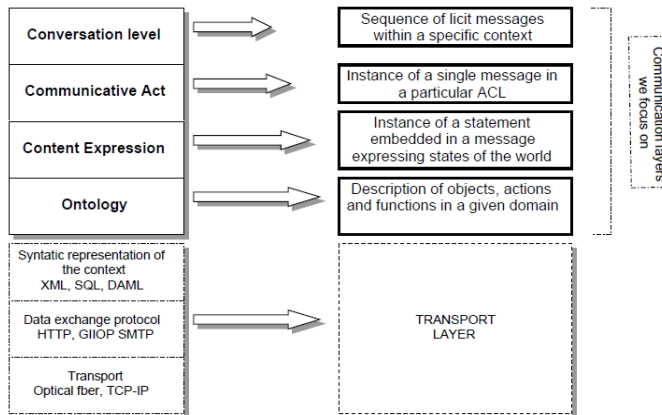 Conversation level
Sequence of licit messages
within a specific context
Communicative Act
Instance of a single message in
a particular ACL
Content Expression
Instance of a statement
embedded in a message
expressing states of the world
Ontology
Description of objects, actions
and functions in a given domain
Communication layers
we focus on
Syntatic representation of
the context
XML, SQL, DAML
Data exchange protocol
HTTP, GIIOP SMTP
Transport
Optical fber, TCP-IP
TRANSPORT
LAYER